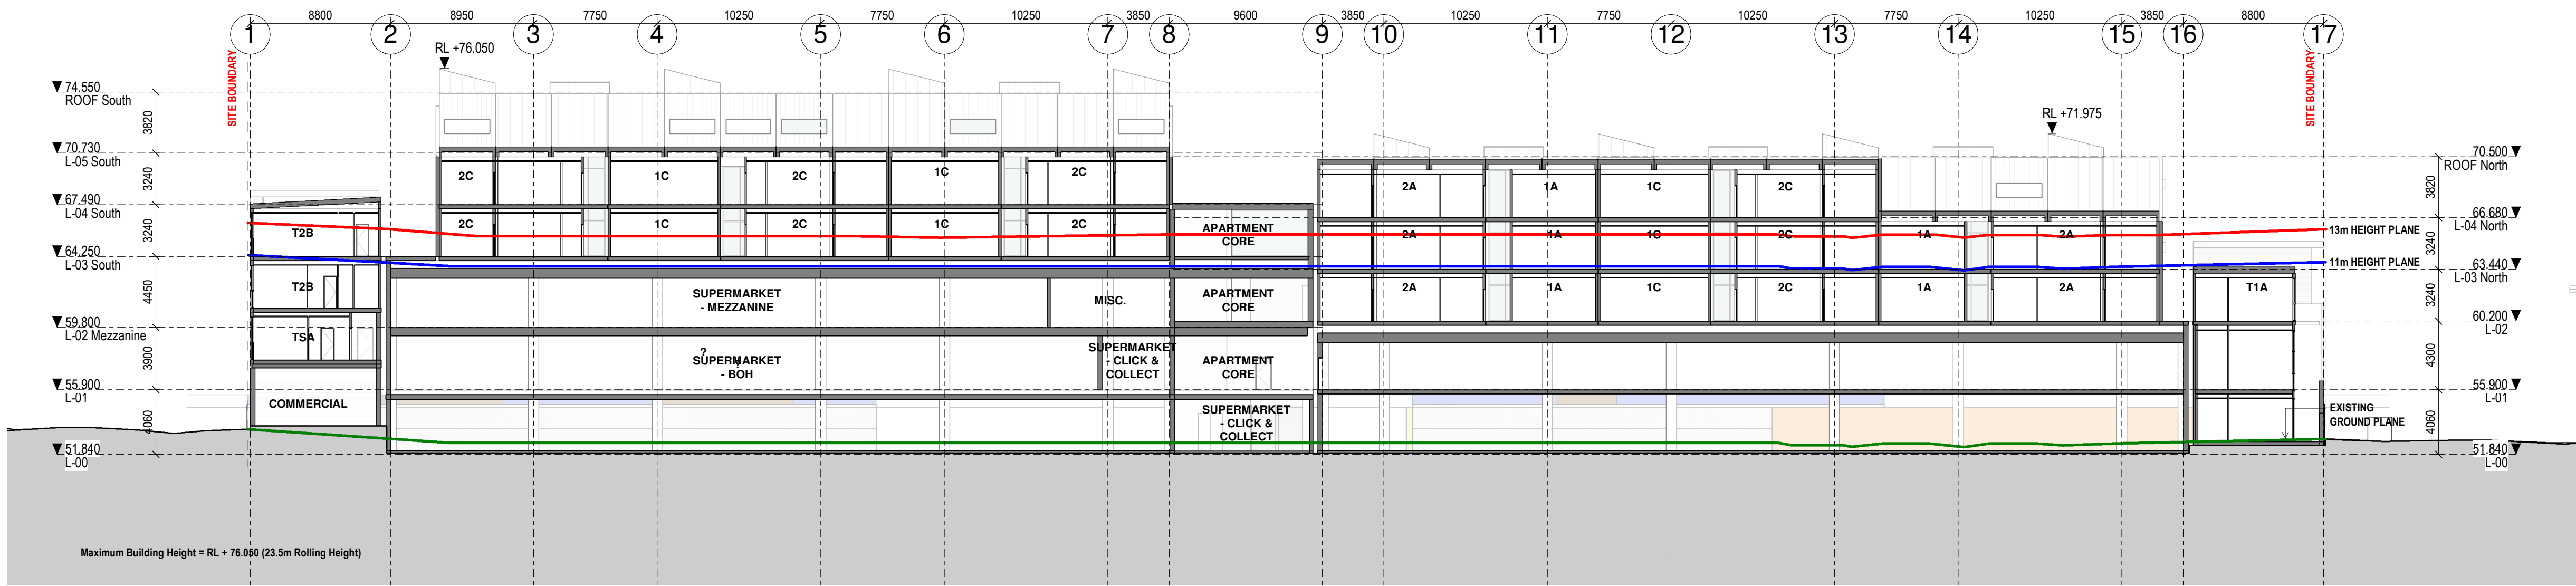 8800 8950 7750 10250 7750 10250 3850 9600 3850 10250 7750 10250 7750 10250 3850 8800
1 2 3 4 5 6 7 8 9 10 11 12 13 14 15 16 17
SITE BOUNDARY
SITE BOUNDARY
RL +76.050
RL +71.975
74.550
ROOF South
3820
70.730
L-05 South
3240
67.490
L-04 South
3240
64.250
L-03 South
4450
59.800
L-02 Mezzanine
3900
55.900
L-01
4060
51.840
L-00
T2B
T2B
TSA
COMMERCIAL
2C 1C 2C 1C 2C
2C 1C 2C 1C 2C
SUPERMARKET
- MEZZANINE
MISC.
?
SUPERMARKET
- BOH
SUPERMARKET
- CLICK &
COLLECT
APARTMENT
CORE
APARTMENT
CORE
APARTMENT
CORE
SUPERMARKET
- CLICK &
COLLECT
2A 1A 1C 2C
2A 1A 1C 2C 1A 2A
2A 1A 1C 2C 1A 2A
T1A
13m HEIGHT PLANE
11m HEIGHT PLANE
EXISTING
GROUND PLANE
70.500
ROOF North
3820
66.680
L-04 North
3240
63.440
L-03 North
3240
60.200
L-02
4300
55.900
L-01
4060
51.840
L-00
Maximum Building Height = RL + 76.050 (23.5m Rolling Height)